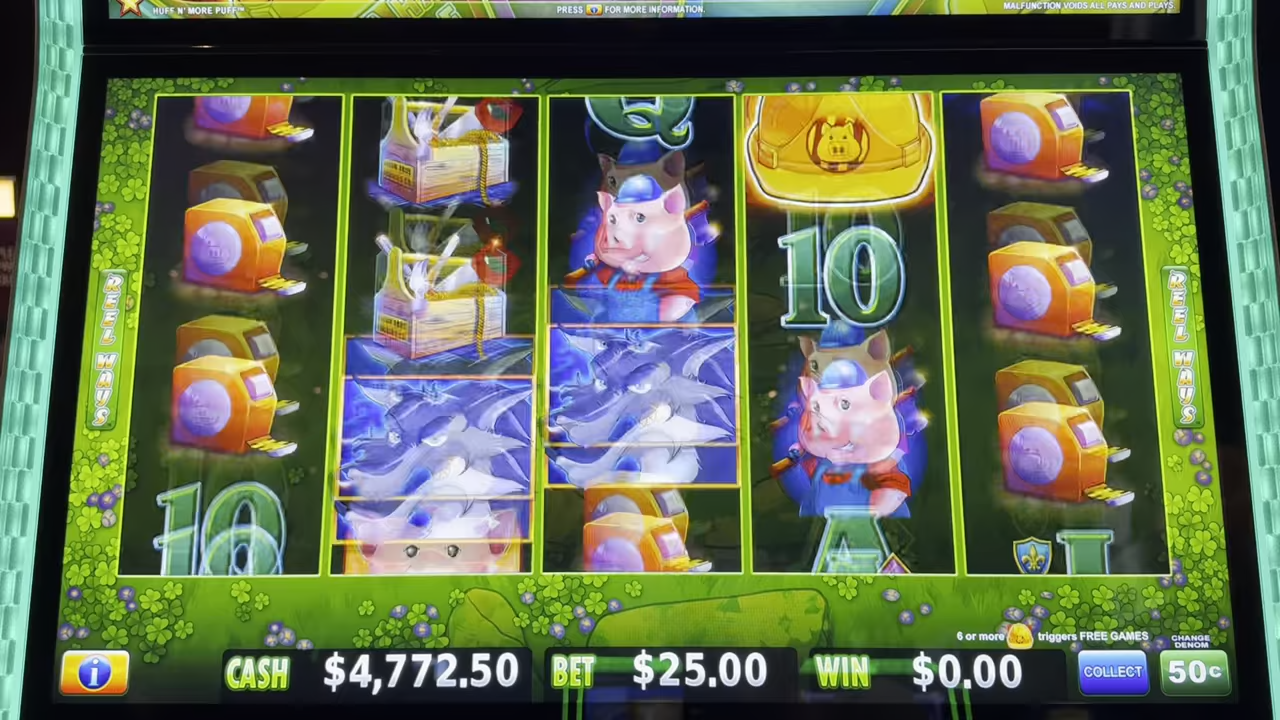 HUFF N' MORE PUFF™
PRESS i FOR MORE INFORMATION.
MALFUNCTION VOIDS ALL PAYS AND PLAYS
Q
10
REEL WAYS
REEL WAYS
10
A
J
6 or more triggers FREE GAMES
CHANGE
DENOM
i
CASH $4,772.50 BET $25.00 WIN $0.00 COLLECT 50¢